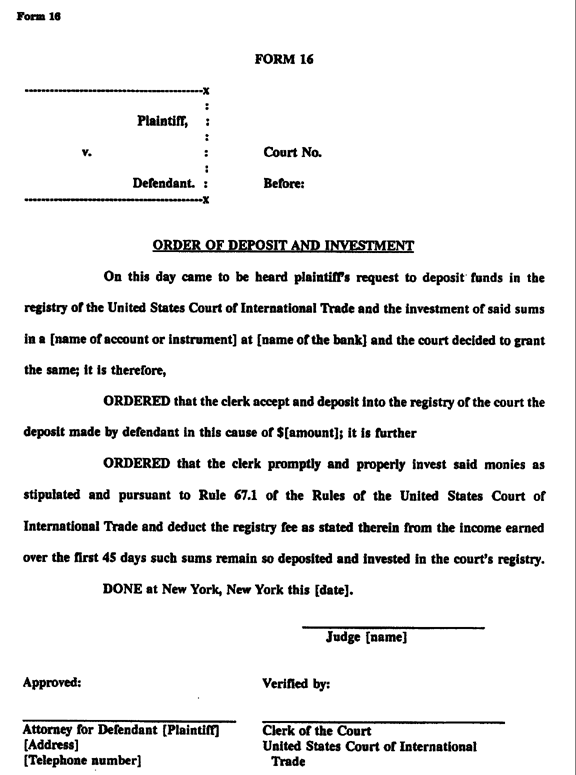 Form 16
FORM 16
----------------------------------------x
:
Plaintiff, :
:
v. : Court No.
:
Defendant. : Before:
----------------------------------------x
ORDER OF DEPOSIT AND INVESTMENT
On this day came to be heard plaintiff's request to deposit funds in the
registry of the United States Court of International Trade and the investment of said sums
in a [name of account or instrument] at [name of the bank] and the court decided to grant
the same; it is therefore,
ORDERED that the clerk accept and deposit into the registry of the court the
deposit made by defendant in this cause of $[amount]; it is further
ORDERED that the clerk promptly and properly invest said monies as
stipulated and pursuant to Rule 67.1 of the Rules of the United States Court of
International Trade and deduct the registry fee as stated therein from the income earned
over the first 45 days such sums remain so deposited and invested in the court's registry.
DONE at New York, New York this [date].
Judge [name]
Approved: Verified by:
Attorney for Defendant [Plaintiff] Clerk of the Court
[Address] United States Court of International
[Telephone number] Trade